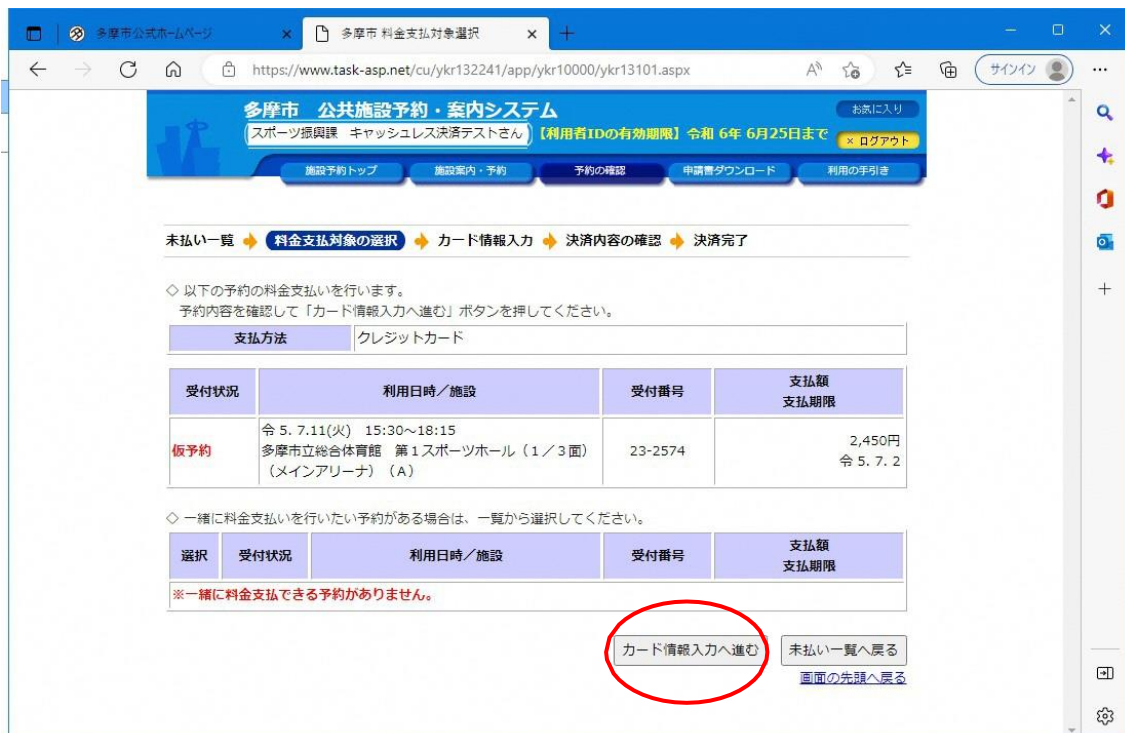 多摩市公式ホームページ
多摩市 料金支払対象選択
https://www.task-asp.net/cu/ykr132241/app/ykr10000/ykr13101.aspx
サインイン
多摩市 公共施設予約・案内システム
お気に入り
スポーツ振興課 キャッシュレス決済テストさん 【利用者IDの有効期限】令和 6年 6月25日まで
× ログアウト
施設予約トップ 施設案内・予約 予約の確認 申請書ダウンロード 利用の手引き
未払い一覧 料金支払対象の選択 カード情報入力 決済内容の確認 決済完了
◇ 以下の予約の料金支払いを行います。
予約内容を確認して「カード情報入力へ進む」ボタンを押してください。
支払方法 クレジットカード
受付状況 利用日時／施設 受付番号 支払額
支払期限
仮予約 令 5. 7.11(火) 15:30～18:15
多摩市立総合体育館 第１スポーツホール（１／３面）
（メインアリーナ）（A） 23-2574 2,450円
令 5. 7. 2
◇ 一緒に料金支払いを行いたい予約がある場合は、一覧から選択してください。
選択 受付状況 利用日時／施設 受付番号 支払額
支払期限
※一緒に料金支払できる予約がありません。
カード情報入力へ進む 未払い一覧へ戻る
画面の先頭へ戻る